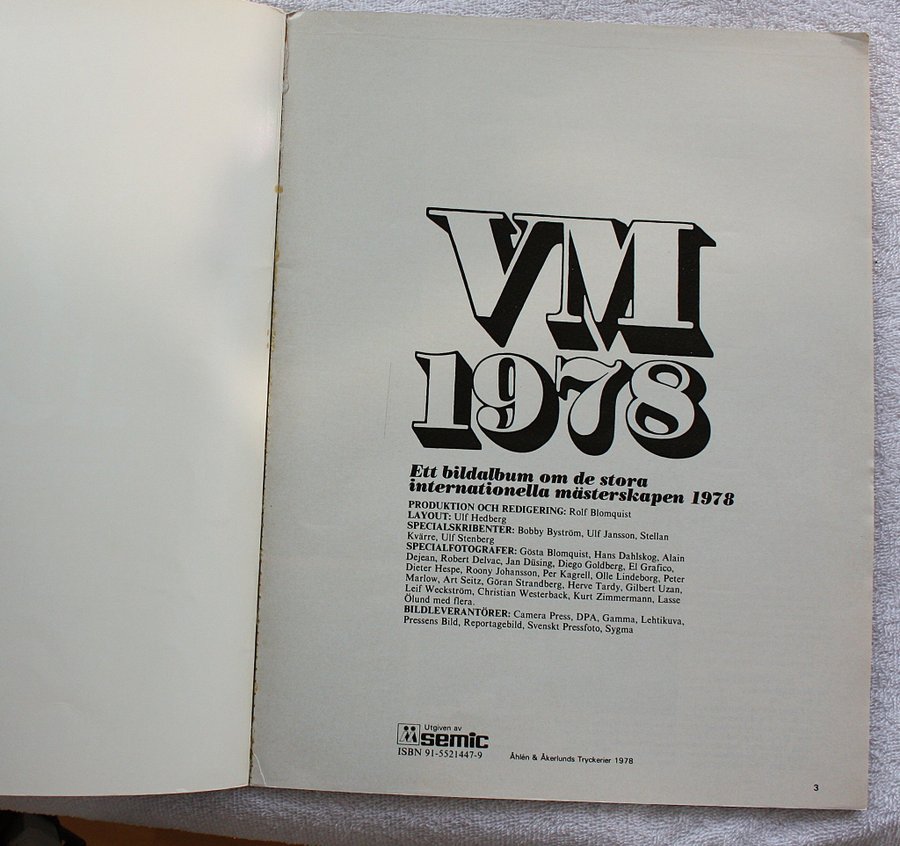 VM
1978
Ett bildalbum om de stora
internationella mästerskapen 1978
PRODUKTION OCH REDIGERING: Rolf Blomquist
LAYOUT: Ulf Hedberg
SPECIALSKRIBENTER: Bobby Byström, Ulf Jansson, Stellan
Kvärre, Ulf Stenberg
SPECIALFOTOGRAFER: Gösta Blomquist, Hans Dahlskog, Alain
Dejean, Robert Delvac, Jan Düsing, Diego Goldberg, El Grafico,
Dieter Hespe, Roony Johansson, Per Kagrell, Olle Lindeborg, Peter
Marlow, Art Seitz, Göran Strandberg, Herve Tardy, Gilbert Uzan,
Leif Weckström, Christian Westerback, Kurt Zimmermann, Lasse
Ölund med flera.
BILDLEVERANTÖRER: Camera Press, DPA, Gamma, Lehtikuva,
Pressens Bild, Reportagebild, Svenskt Pressfoto, Sygma
Utgiven av
semic
ISBN 91-5521447-9
Åhlén & Åkerlunds Tryckerier 1978
3